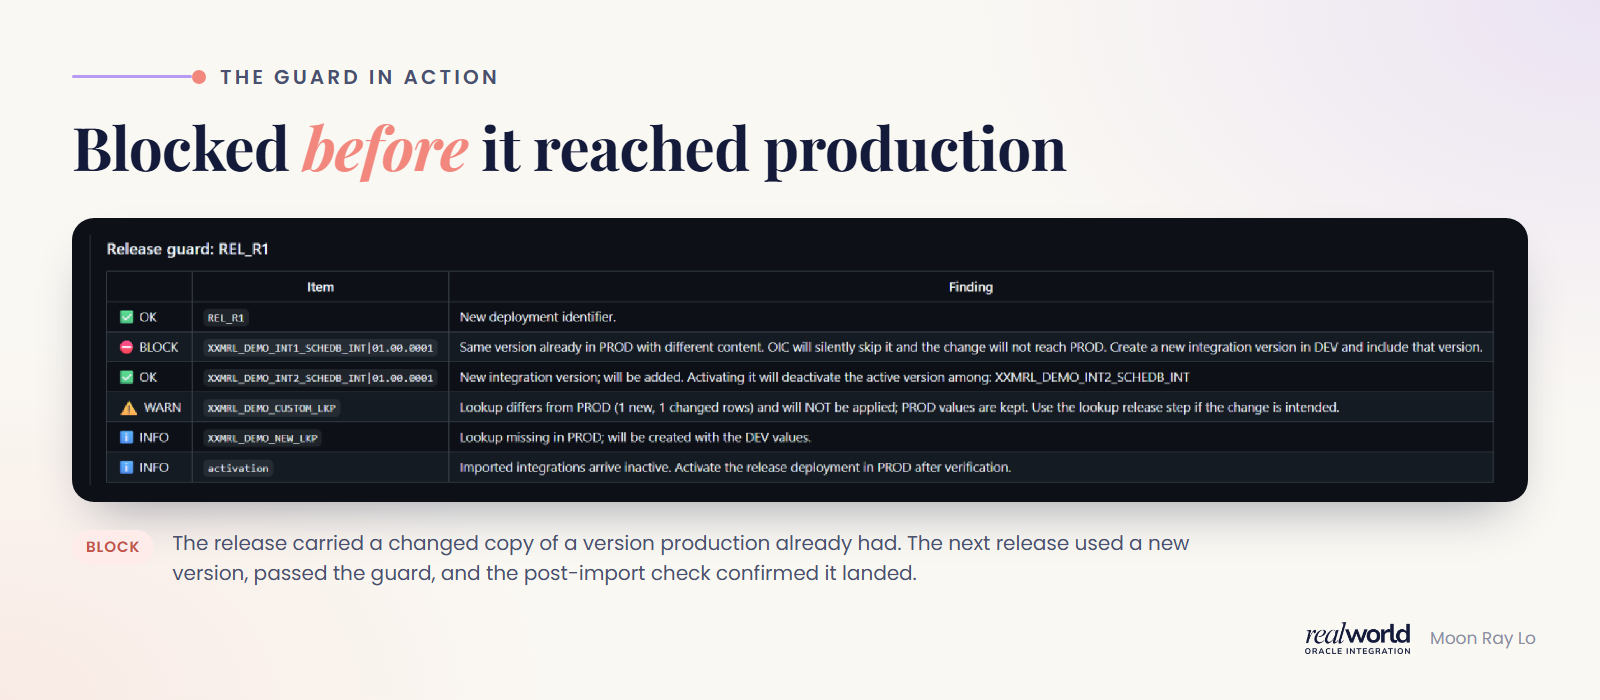 THE GUARD IN ACTION
Blocked before it reached production
Release guard: REL_R1
Item Finding
OK REL_R1 New deployment identifier.
BLOCK XXMRL_DEMO_INT1_SCHEDB_INT|01.00.0001 Same version already in PROD with different content. OIC will silently skip it and the change will not reach PROD. Create a new integration version in DEV and include that version.
OK XXMRL_DEMO_INT2_SCHEDB_INT|01.00.0001 New integration version; will be added. Activating it will deactivate the active version among: XXMRL_DEMO_INT2_SCHEDB_INT
WARN XXMRL_DEMO_CUSTOM_LKP Lookup differs from PROD (1 new, 1 changed rows) and will NOT be applied; PROD values are kept. Use the lookup release step if the change is intended.
INFO XXMRL_DEMO_NEW_LKP Lookup missing in PROD; will be created with the DEV values.
INFO activation Imported integrations arrive inactive. Activate the release deployment in PROD after verification.
BLOCK The release carried a changed copy of a version production already had. The next release used a new
version, passed the guard, and the post-import check confirmed it landed.
realworld
ORACLE INTEGRATION
Moon Ray Lo